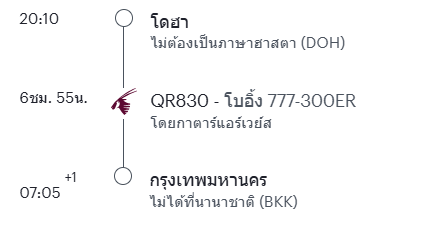 20:10
โดฮา
ไม่ต้องเป็นภาษาฮาสตา (DOH)
6ชม. 55น.
QR830 - โบอิ้ง 777-300ER
โดยกาตาร์แอร์เวย์ส
+1
07:05
กรุงเทพมหานคร
ไม่ได้ที่นานาชาติ (BKK)